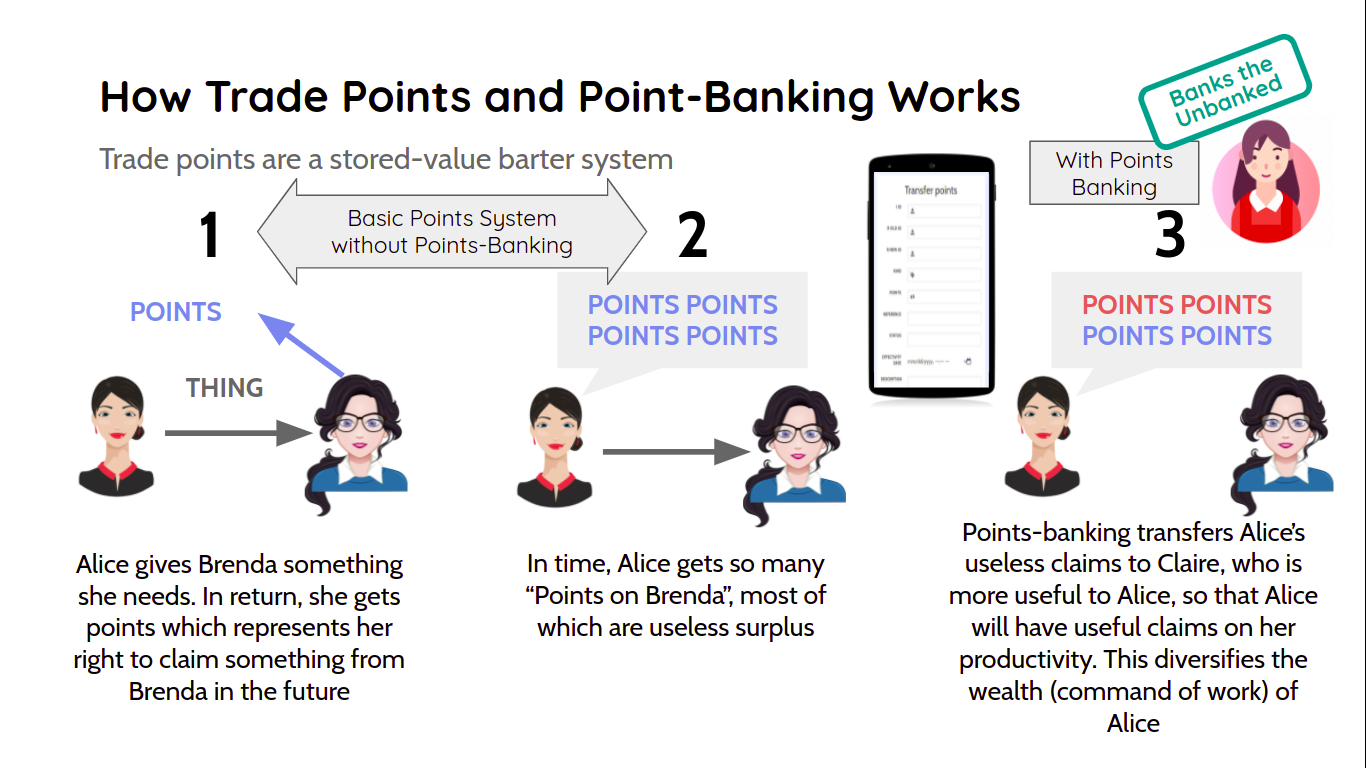 How Trade Points and Point-Banking Works
Banks the
Unbanked
Trade points are a stored-value barter system
With Points
Banking
Basic Points System
without Points-Banking
1
2
3
Transfer points
POINTS
THING
POINTS POINTS
POINTS POINTS
POINTS POINTS
POINTS POINTS
Alice gives Brenda something
she needs. In return, she gets
points which represents her
right to claim something from
Brenda in the future
In time, Alice gets so many
“Points on Brenda”, most of
which are useless surplus
Points-banking transfers Alice’s
useless claims to Claire, who is
more useful to Alice, so that Alice
will have useful claims on her
productivity. This diversifies the
wealth (command of work) of
Alice